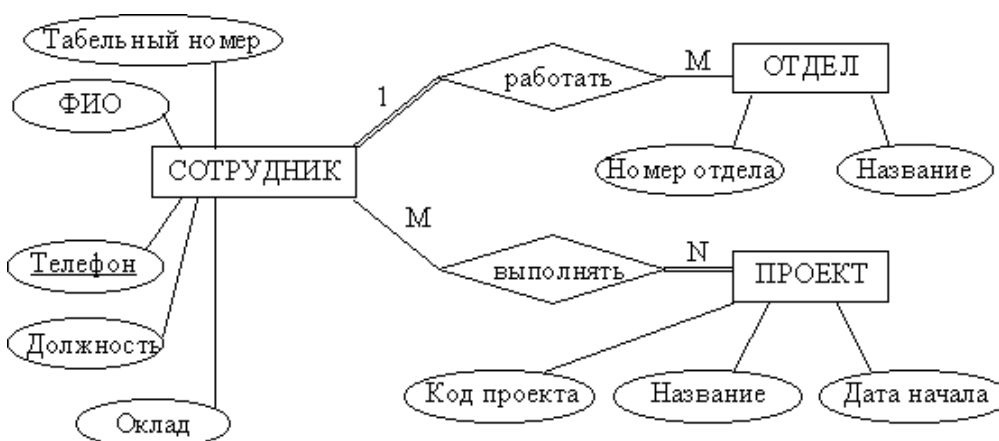 Табельный номер
ФИО
СОТРУДНИК
Телефон
Должность
Оклад
1
работать
M
ОТДЕЛ
Номер отдела
Название
M
выполнять
N
ПРОЕКТ
Код проекта
Название
Дата начала